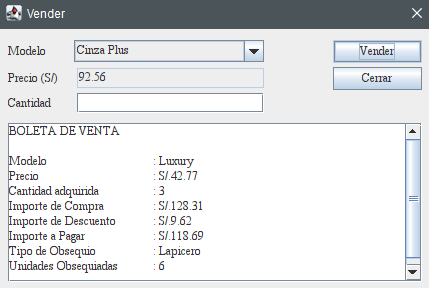 Vender
Modelo
Cinza Plus
Vender
Precio (S/)
92.56
Cerrar
Cantidad
BOLETA DE VENTA
Modelo : Luxury
Precio : S/.42.77
Cantidad adquirida : 3
Importe de Compra : S/.128.31
Importe de Descuento : S/.9.62
Importe a Pagar : S/.118.69
Tipo de Obsequio : Lapicero
Unidades Obsequiadas : 6